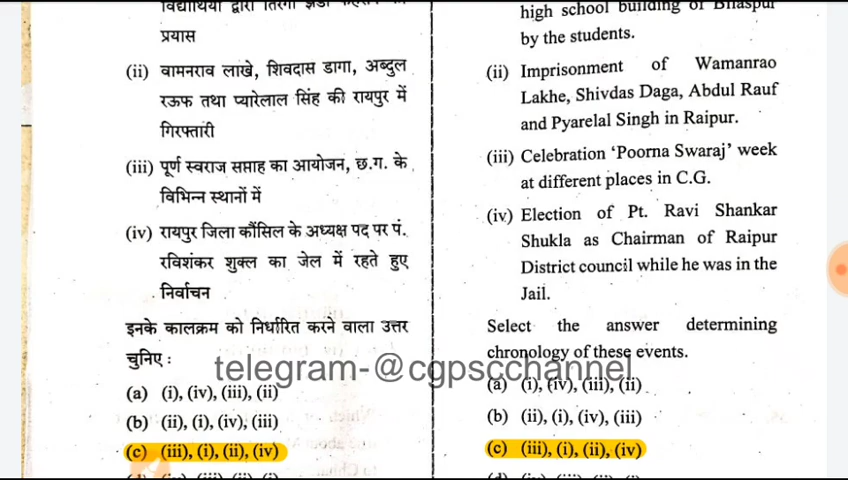 विद्यार्थियों द्वारा तिरंगा झंडा
प्रयास
(ii) वामनराव लाखे, शिवदास डागा, अब्दुल
रऊफ तथा प्यारेलाल सिंह की रायपुर में
गिरफ्तारी
(iii) पूर्ण स्वराज सप्ताह का आयोजन, छ.ग. के
विभिन्न स्थानों में
(iv) रायपुर जिला कौंसिल के अध्यक्ष पद पर पं.
रविशंकर शुक्ल का जेल में रहते हुए
निर्वाचन
इनके कालक्रम को निर्धारित करने वाला उत्तर
चुनिए :
(a) (i), (iv), (iii), (ii)
(b) (ii), (i), (iv), (iii)
(c) (iii), (i), (ii), (iv)
high school building of Bilaspur
by the students.
(ii) Imprisonment of Wamanrao
Lakhe, Shivdas Daga, Abdul Rauf
and Pyarelal Singh in Raipur.
(iii) Celebration ‘Poorna Swaraj’ week
at different places in C.G.
(iv) Election of Pt. Ravi Shankar
Shukla as Chairman of Raipur
District council while he was in the
Jail.
Select the answer determining
chronology of these events.
(a) (i), (iv), (iii), (ii)
(b) (ii), (i), (iv), (iii)
(c) (iii), (i), (ii), (iv)
telegram-@cgpscchannel